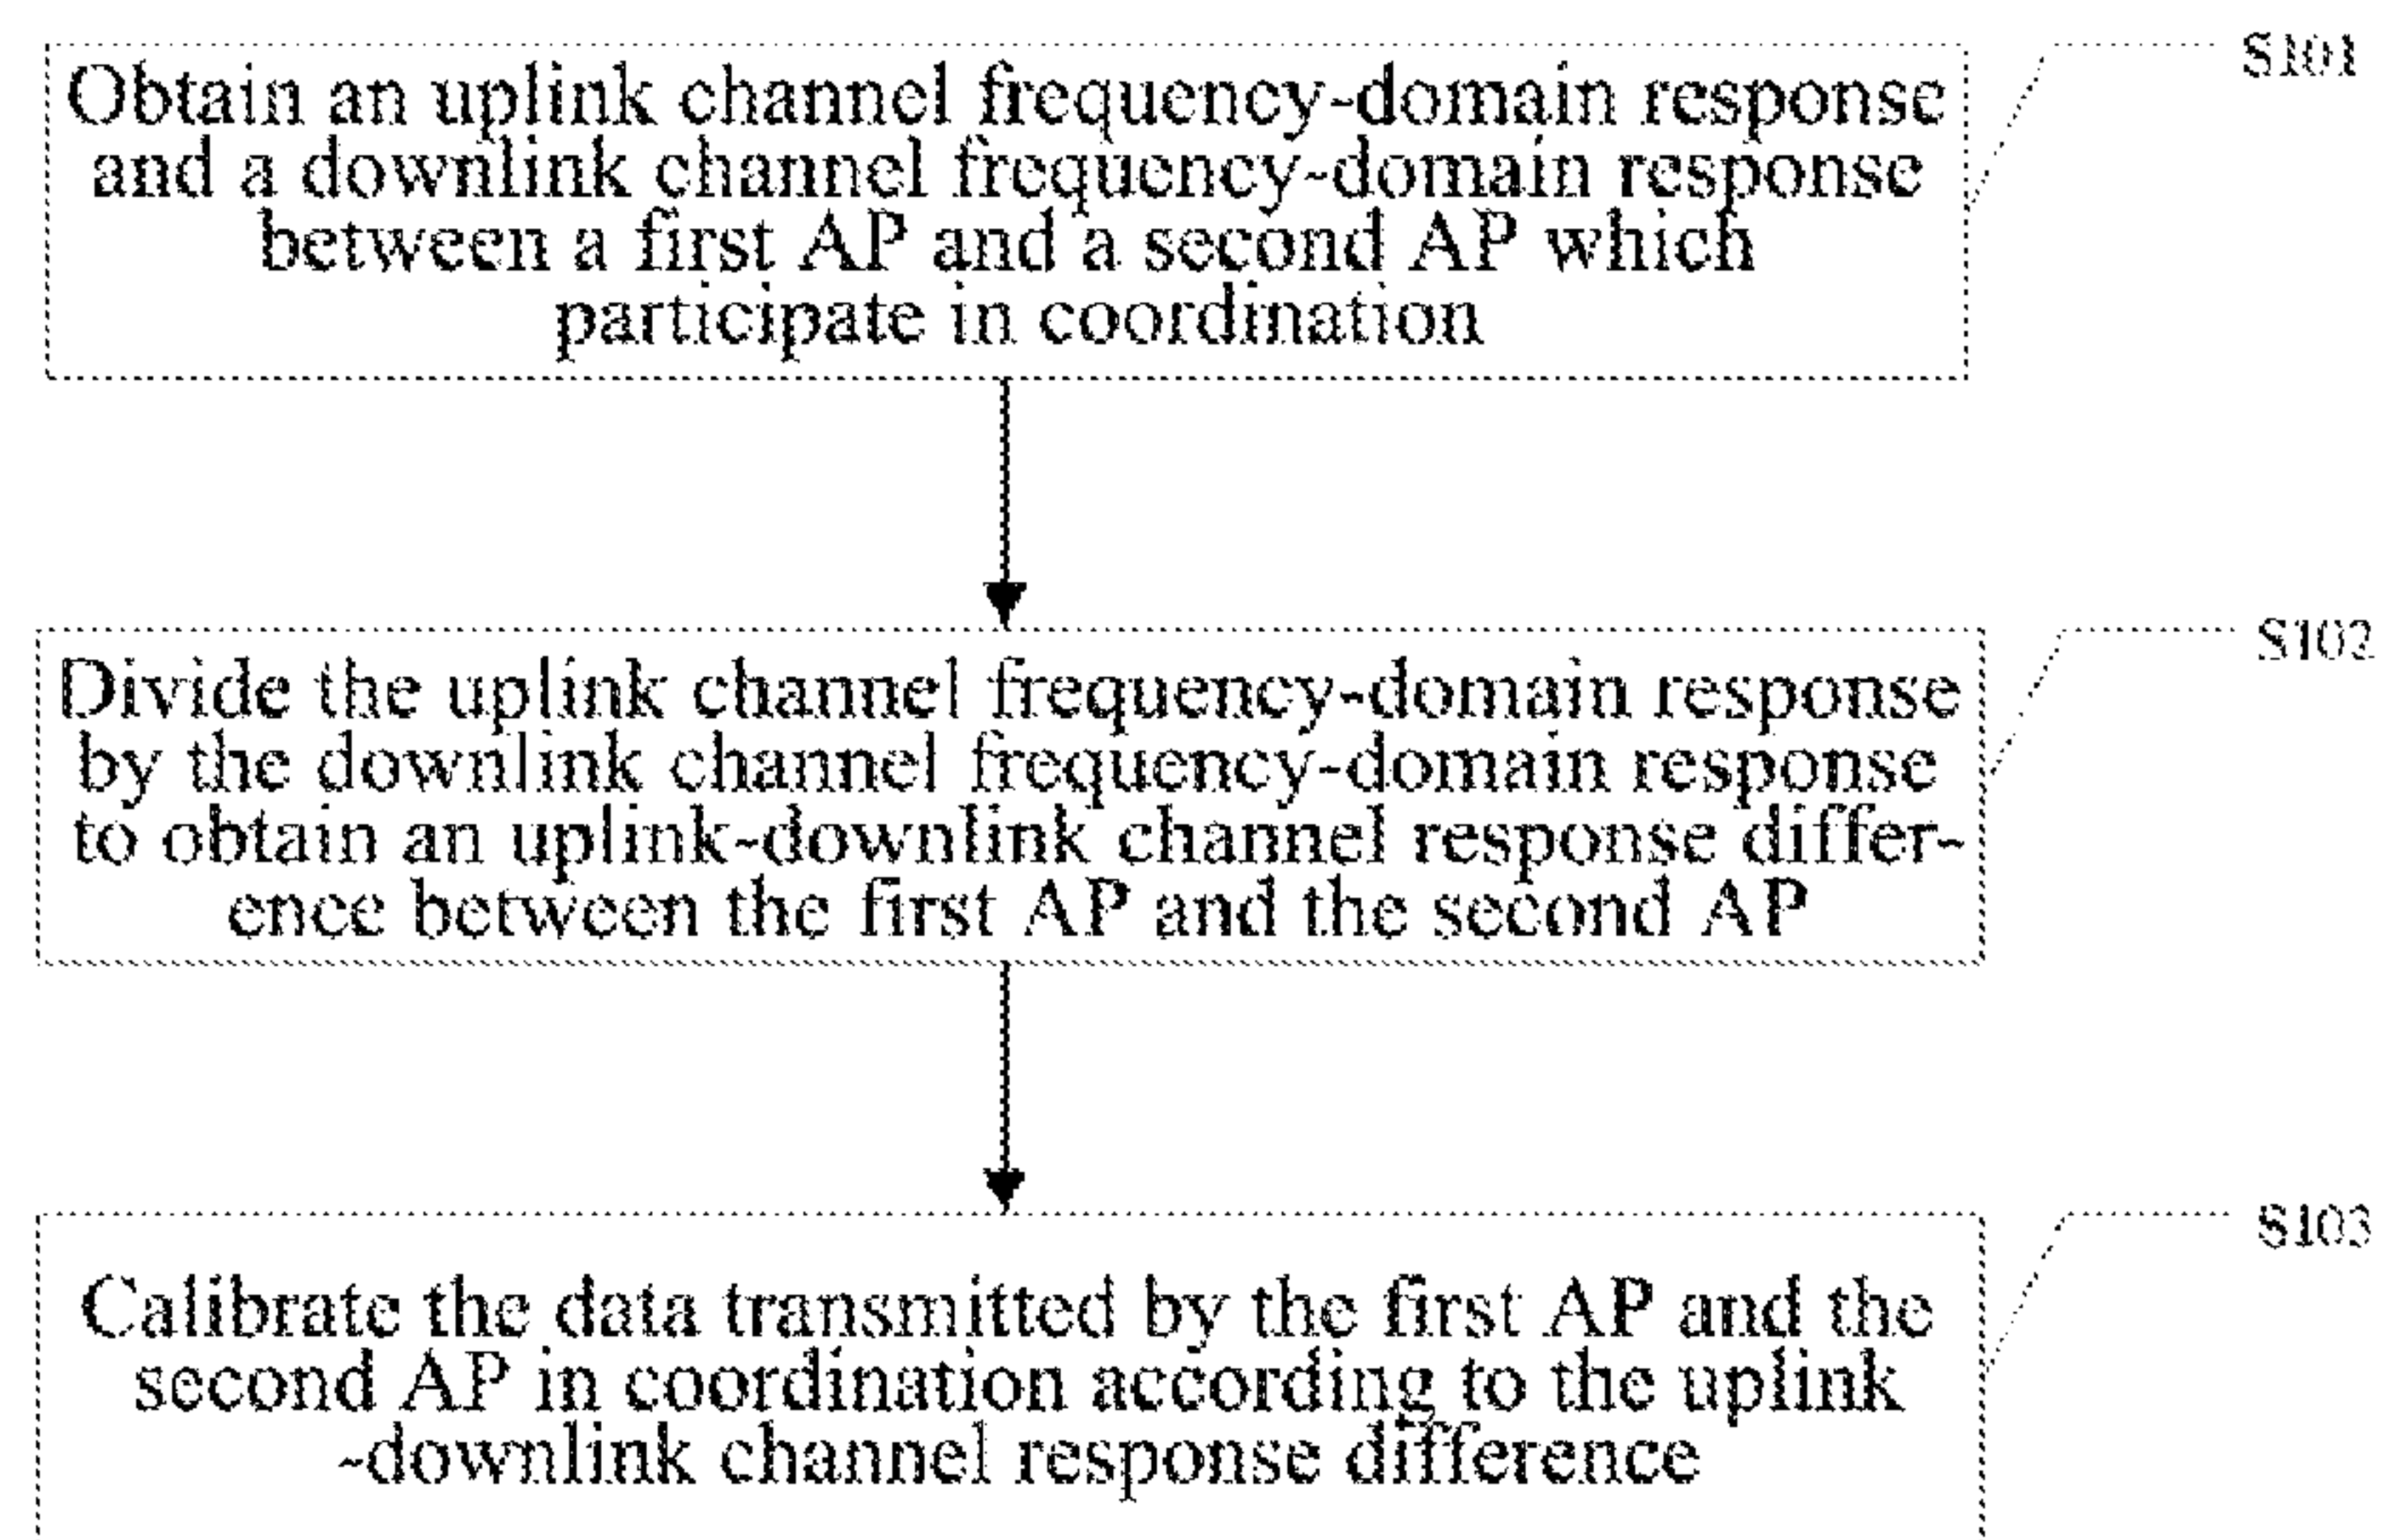 Obtain an uplink channel frequency-domain response
and a downlink channel frequency-domain response
between a first AP and a second AP which
participate in coordination
S101
Divide the uplink channel frequency-domain response
by the downlink channel frequency-domain response
to obtain an uplink-downlink channel response differ-
ence between the first AP and the second AP
S102
Calibrate the data transmitted by the first AP and the
second AP in coordination according to the uplink
-downlink channel response difference
S103